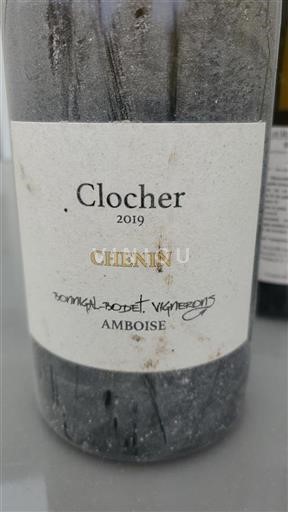 Clocher
2019
CHENIN
BONNIGAL-BODET. VIGNERONS
AMBOISE